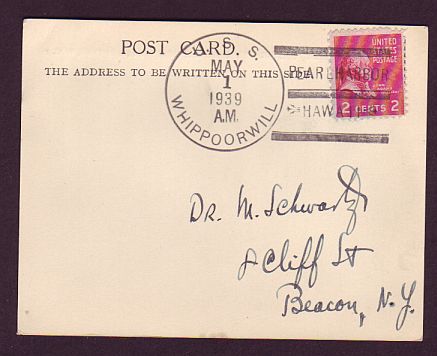 POST CARD.
THE ADDRESS TO BE WRITTEN ON THIS SIDE
U. S. S.
MAY
1
1939
A.M.
WHIPPOORWILL
PEARL HARBOR
HAWAII
UNITED
STATES
POSTAGE
2 CENTS 2
Dr. M. Schwartz
8 Cliff St
Beacon, N.Y.